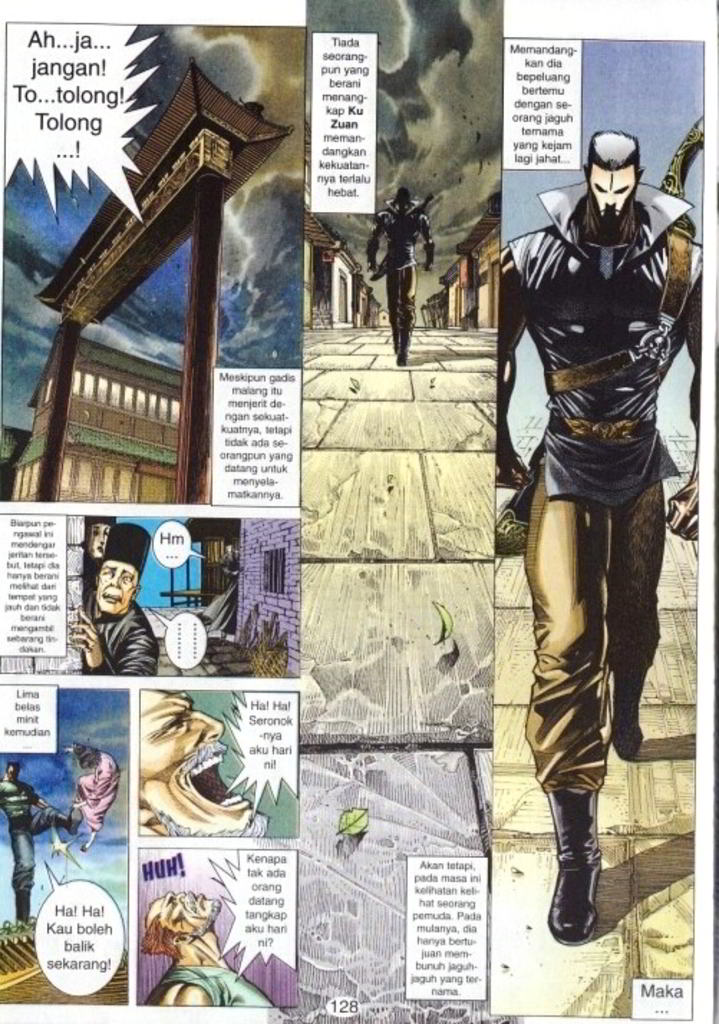 Ah...ja...
jangan!
To...tolong!
Tolong
...!
Meskipun gadis
malang itu
menjerit de-
ngan sekuat-
kuatnya, tetapi
tidak ada se-
orangpun yang
datang untuk
menyela-
matkannya.
Biarpun pe-
ngawal ini
mendengar
jeritan terse-
but, tetapi dia
hanya berani
melihat dari
tempat yang
jauh dan tidak
berani
mengambil
sebarang tin-
dakan.
Hm
...
.......
Lima
belas
minit
kemudian
...
Ha! Ha!
Kau boleh
balik
sekarang!
Ha! Ha!
Seronok
-nya
aku hari
ni!
HUH!
Kenapa
tak ada
orang
datang
tangkap
aku hari
ni?
Tiada
seorang-
pun yang
berani
menang-
kap Ku
Zuan
meman-
dangkan
kekuatan-
nya terlalu
hebat.
Akan tetapi,
pada masa ini
kelihatan keli-
hat seorang
pemuda. Pada
mulanya, dia
hanya bertu-
juan mem-
bunuh jaguh-
jaguh yang ter-
nama.
Memandang-
kan dia
bepeluang
bertemu
dengan se-
orang jaguh
ternama
yang kejam
lagi jahat...
Maka
...
128